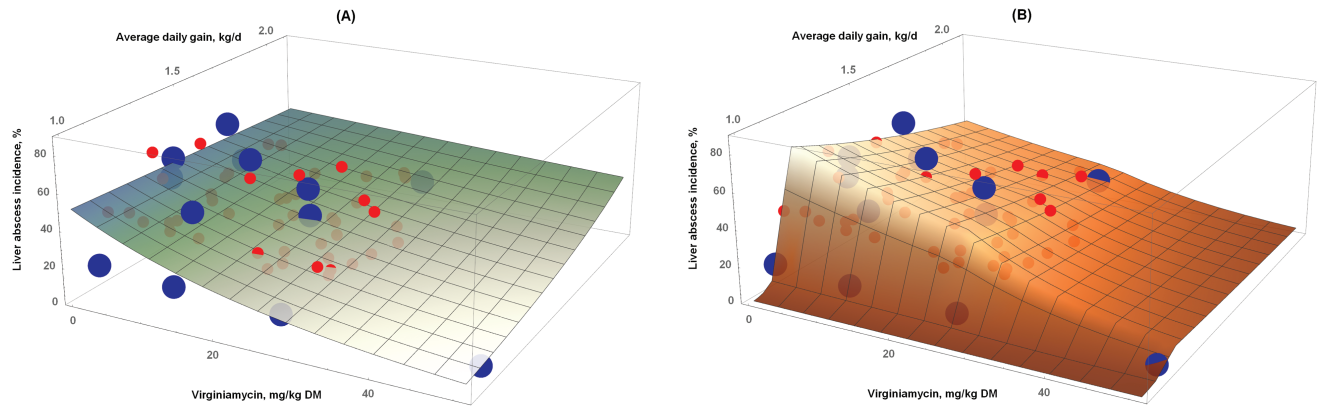 (A)
Average daily gain, kg/d
2.0
1.5
1.0
Liver abscess incidence, %
80
60
40
20
0
0
20
40
Virginiamycin, mg/kg DM
(B)
Average daily gain, kg/d
2.0
1.5
1.0
Liver abscess incidence, %
80
60
40
20
0
0
20
40
Virginiamycin, mg/kg DM